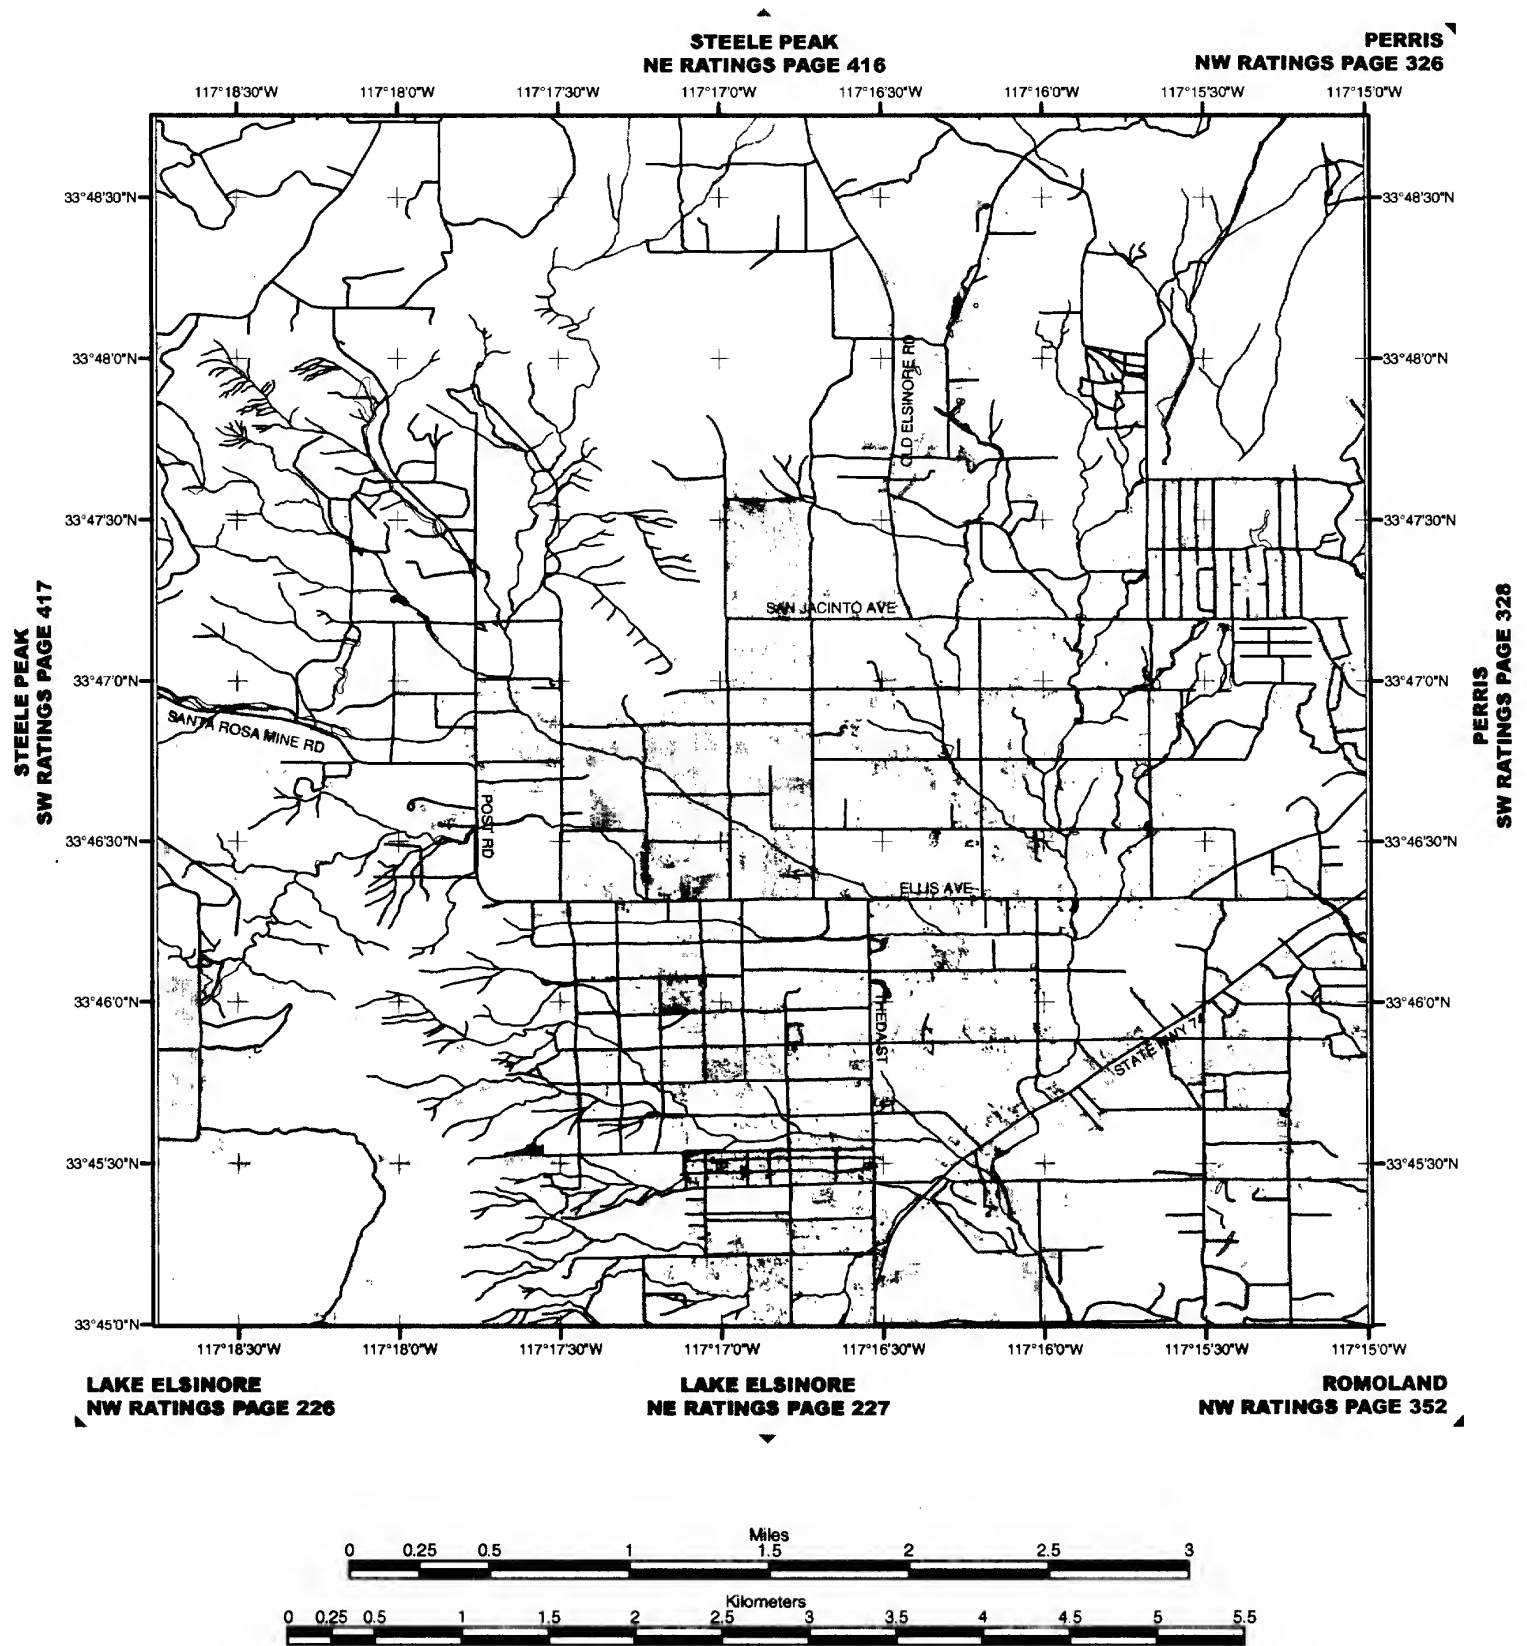 STEELE PEAK
NE RATINGS PAGE 416
PERRIS
NW RATINGS PAGE 326
117°18'30"W 117°18'0"W 117°17'30"W 117°17'0"W 117°16'30"W 117°16'0"W 117°15'30"W 117°15'0"W
33°48'30"N 33°48'30"N
33°48'0"N 33°48'0"N
OLD ELSINORE RD
33°47'30"N 33°47'30"N
STEELE PEAK
SW RATINGS PAGE 417
SAN JACINTO AVE
PERRIS
SW RATINGS PAGE 328
33°47'0"N 33°47'0"N
SANTA ROSA MINE RD
POST RD
33°46'30"N 33°46'30"N
ELLIS AVE
33°46'0"N 33°46'0"N
THEDA ST
STATE HWY 74
33°45'30"N 33°45'30"N
33°45'0"N
117°18'30"W 117°18'0"W 117°17'30"W 117°17'0"W 117°16'30"W 117°16'0"W 117°15'30"W 117°15'0"W
LAKE ELSINORE
NW RATINGS PAGE 226
LAKE ELSINORE
NE RATINGS PAGE 227
ROMOLAND
NW RATINGS PAGE 352
Miles
0 0.25 0.5 1 1.5 2 2.5 3
Kilometers
0 0.25 0.5 1 1.5 2 2.5 3 3.5 4 4.5 5 5.5